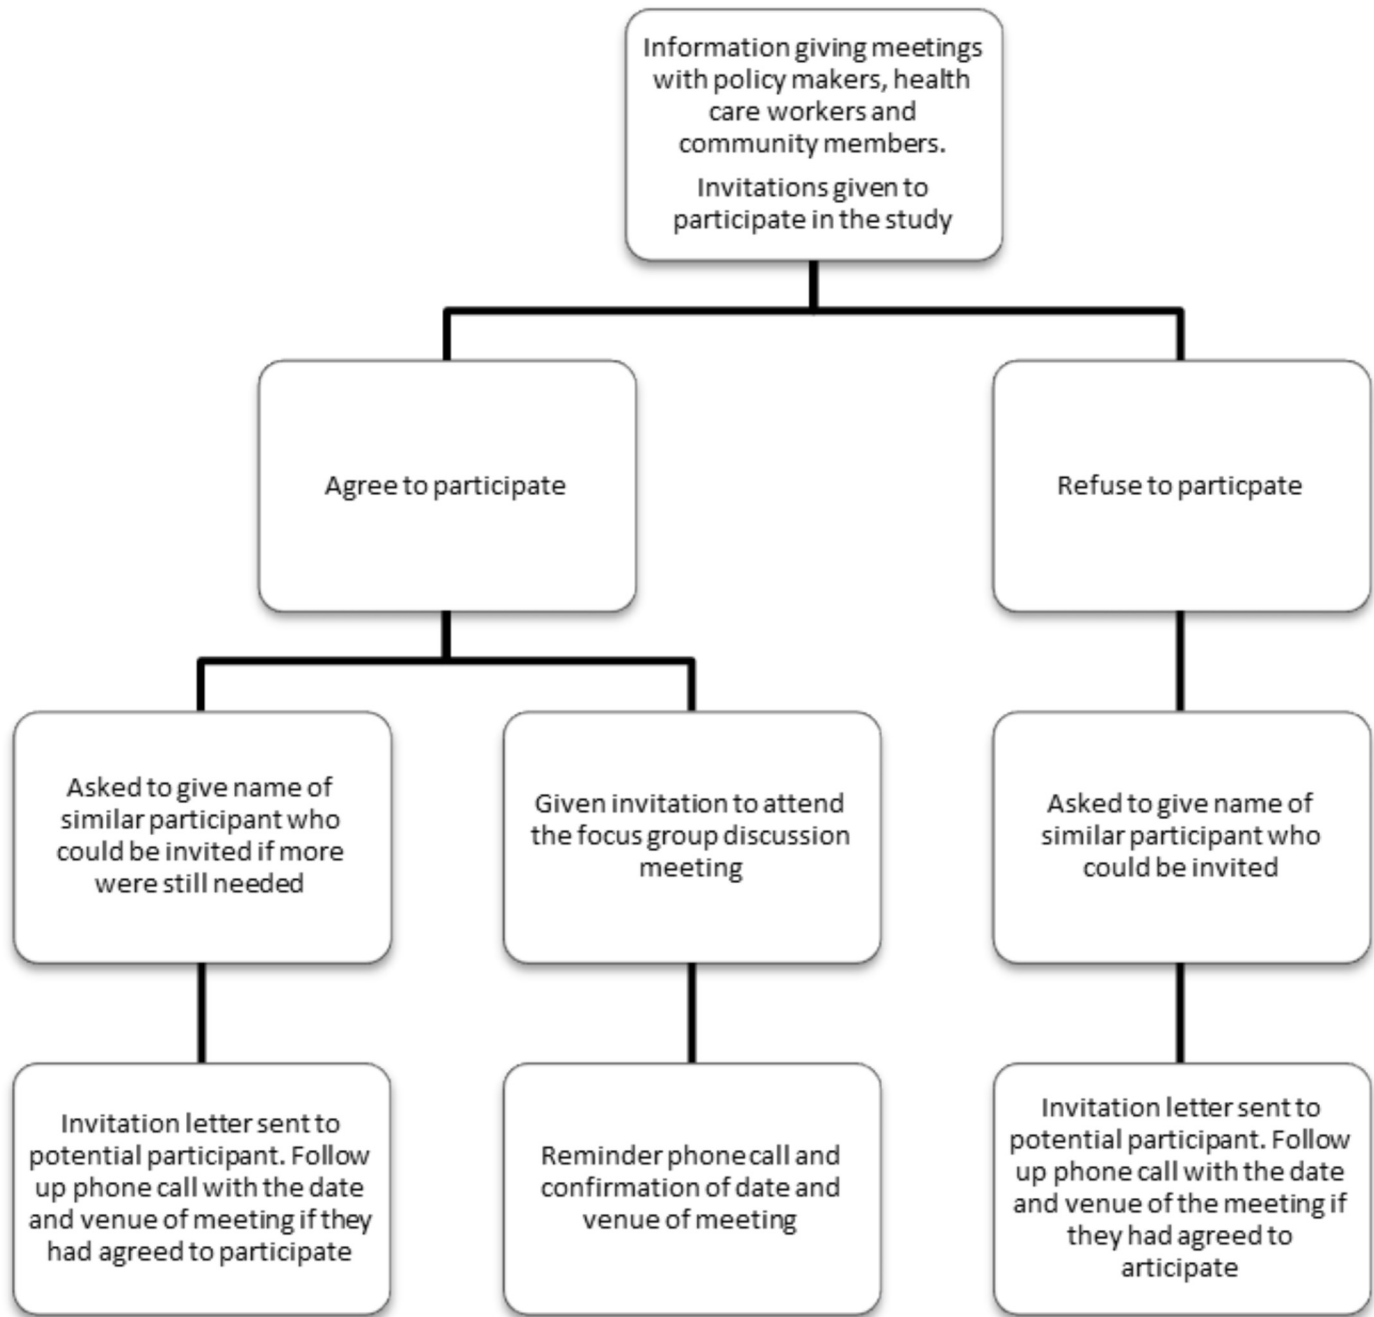 Information giving meetings
with policy makers, health
care workers and
community members.
Invitations given to
participate in the study
Agree to participate
Refuse to particpate
Asked to give name of
similar participant who
could be invited if more
were still needed
Given invitation to attend
the focus group discussion
meeting
Asked to give name of
similar participant who
could be invited
Invitation letter sent to
potential participant. Follow
up phone call with the date
and venue of meeting if they
had agreed to participate
Reminder phone call and
confirmation of date and
venue of meeting
Invitation letter sent to
potential participant. Follow
up phone call with the date
and venue of the meeting if
they had agreed to
articipate